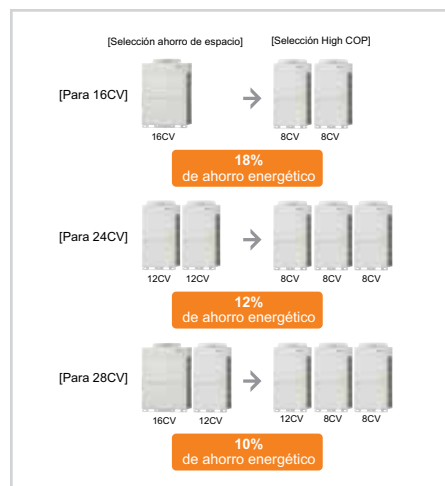 [Selección ahorro de espacio] [Selección High COP]
[Para 16CV]
16CV 8CV 8CV
18%
de ahorro energético
[Para 24CV]
12CV 12CV 8CV 8CV 8CV
12%
de ahorro energético
[Para 28CV]
16CV 12CV 12CV 8CV 8CV
10%
de ahorro energético